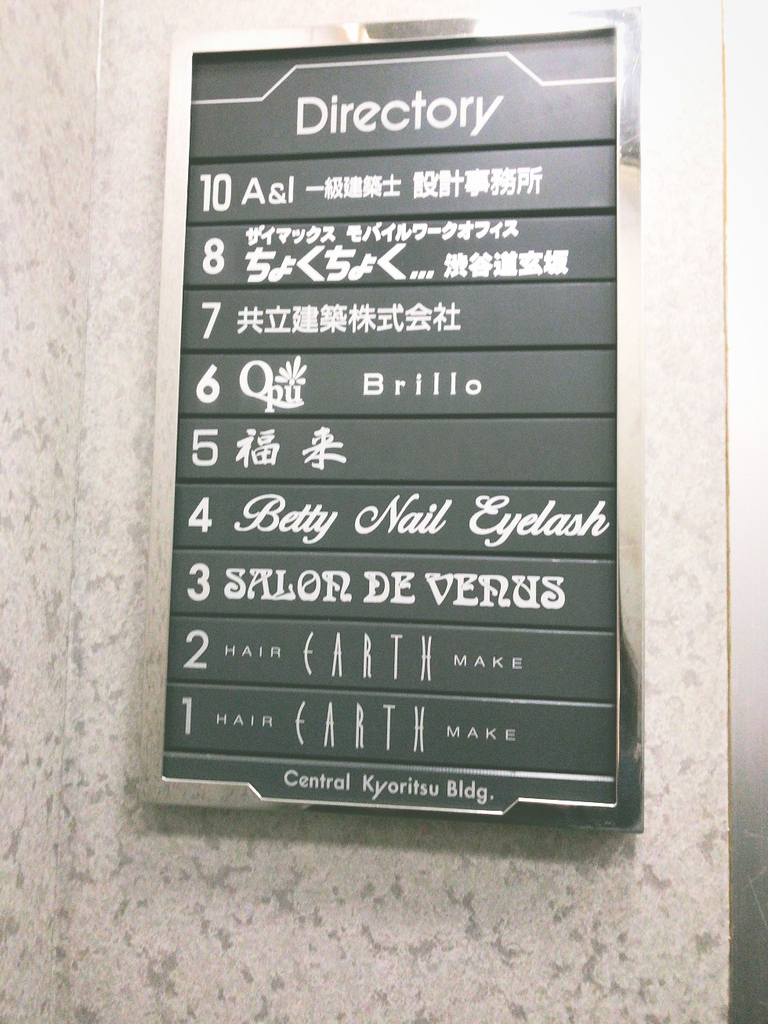 Directory
10 A&I 一級建築士 設計事務所
ザイマックス モバイルワークオフィス
8 ちょくちょく... 渋谷道玄坂
7 共立建築株式会社
6 Qpu Brillo
5 福来
4 Betty Nail Eyelash
3 SALON DE VENUS
2 HAIR EARTH MAKE
1 HAIR EARTH MAKE
Central Kyoritsu Bldg.